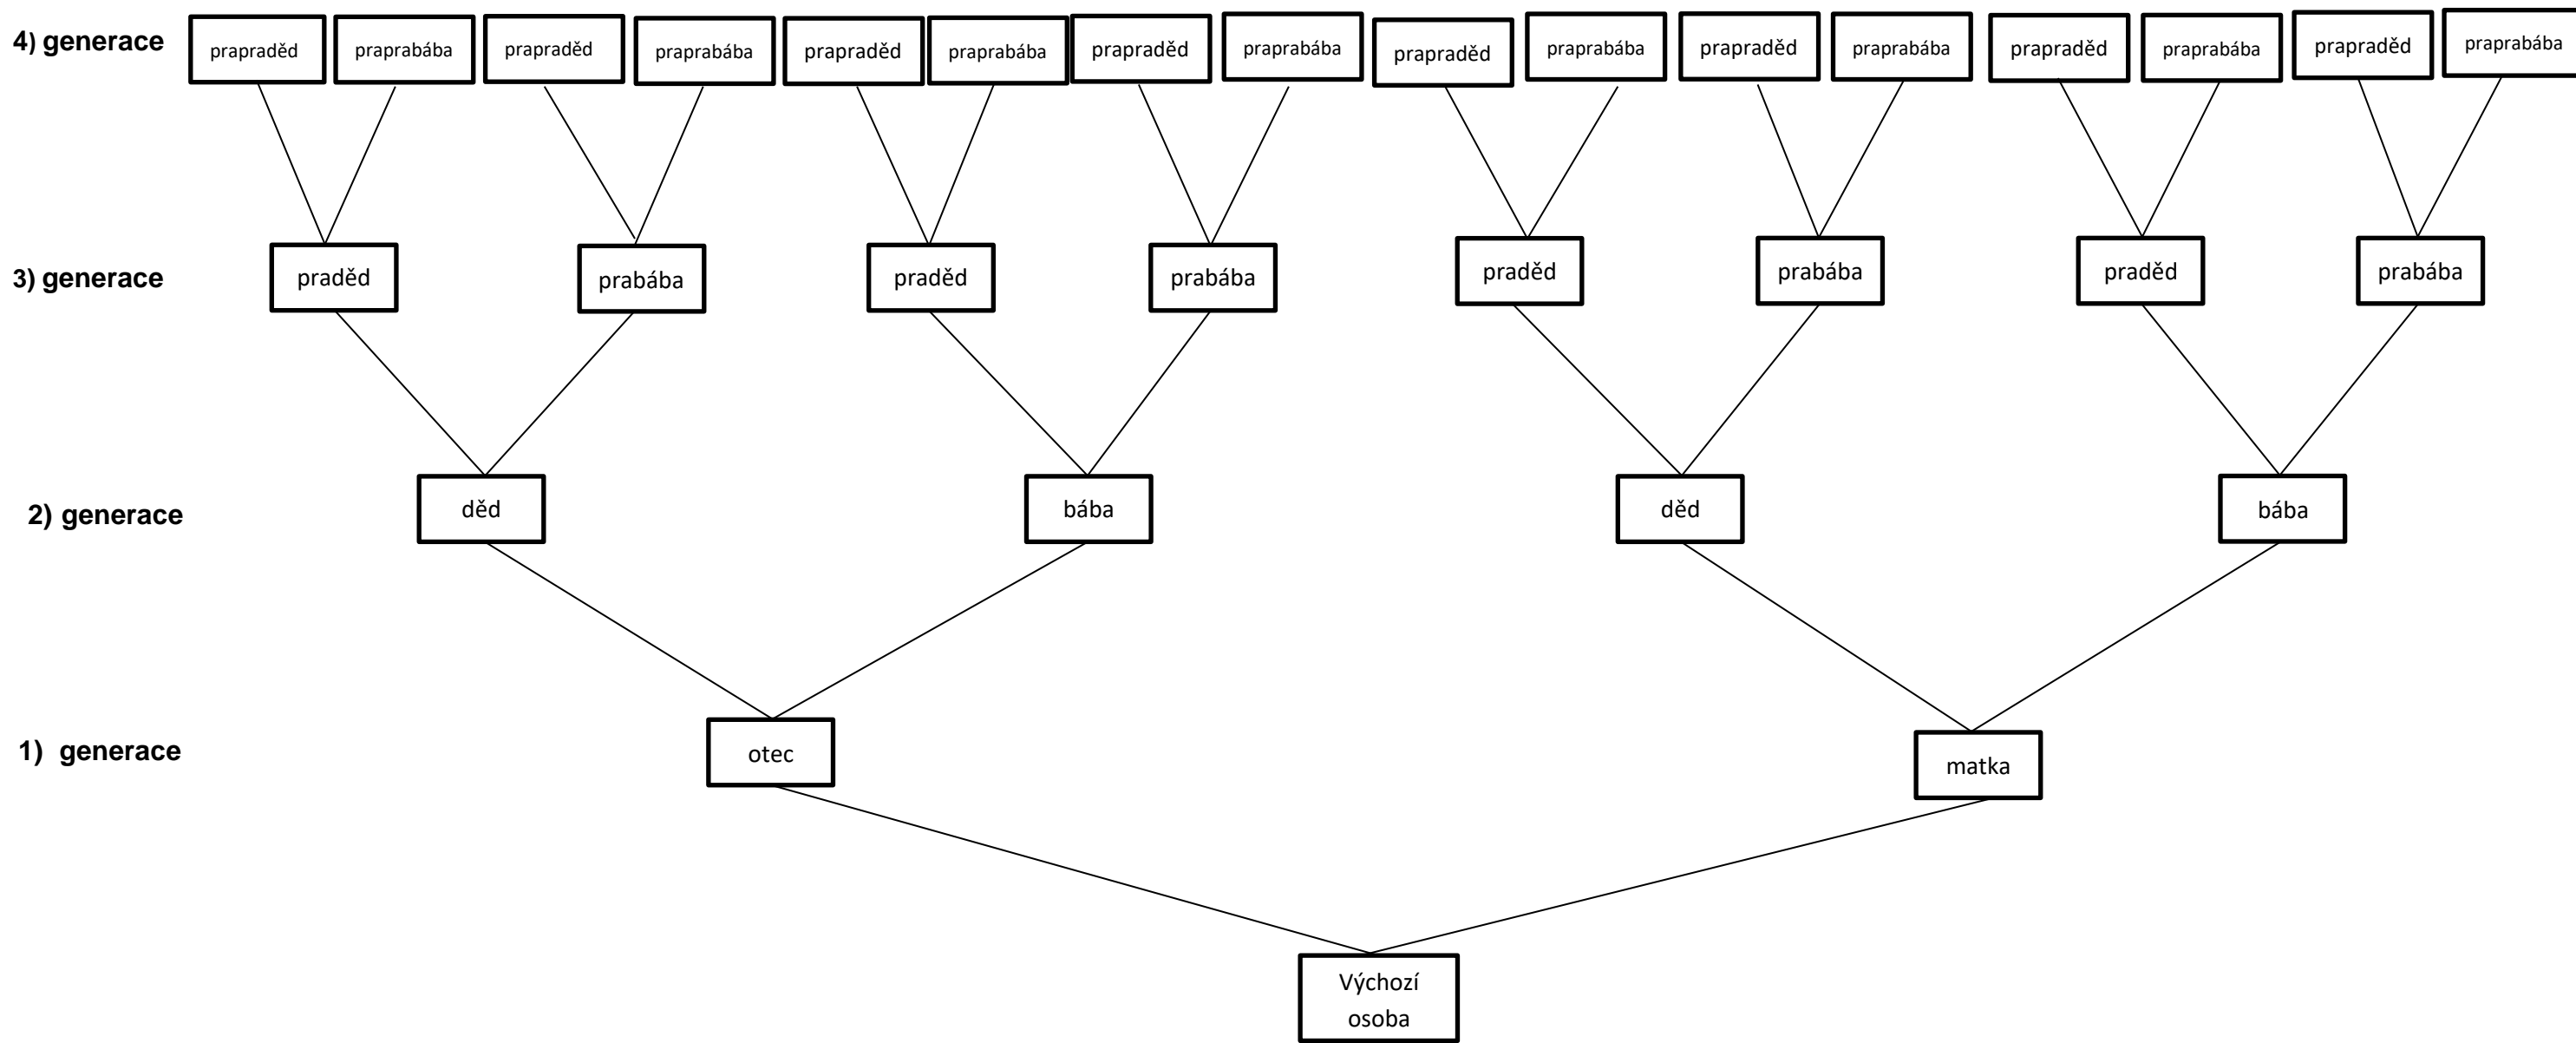 4) generace
prapraděd
praprabába
prapraděd
praprabába
prapraděd
praprabába
prapraděd
praprabába
prapraděd
praprabába
prapraděd
praprabába
prapraděd
praprabába
prapraděd
praprabába
3) generace
praděd
prabába
praděd
prabába
praděd
prabába
praděd
prabába
2) generace
děd
bába
děd
bába
1) generace
otec
matka
Výchozí
osoba